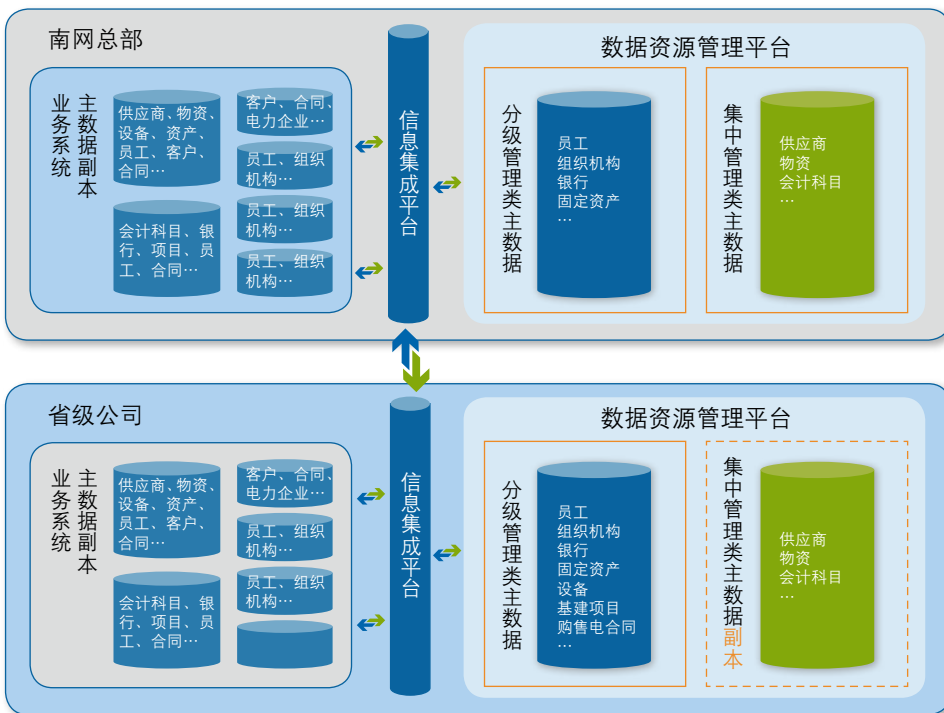 南网总部
业务系统
主数据副本
供应商、物资、
设备、资产、
员工、客户、
合同…
会计科目、银
行、项目、员
工、合同…
客户、合同、
电力企业…
员工、组织
机构…
员工、组织
机构…
员工、组织
机构…
信息集成平台
数据资源管理平台
分级管理类主数据
员工
组织机构
银行
固定资产
…
集中管理类主数据
供应商
物资
会计科目
…
省级公司
业务系统
主数据副本
供应商、物资、
设备、资产、
员工、客户、
合同…
会计科目、银
行、项目、员
工、合同…
客户、合同、
电力企业…
员工、组织
机构…
员工、组织
机构…
信息集成平台
数据资源管理平台
分级管理类主数据
员工
组织机构
银行
固定资产
设备
基建项目
购售电合同
…
集中管理类主数据副本
供应商
物资
会计科目
…